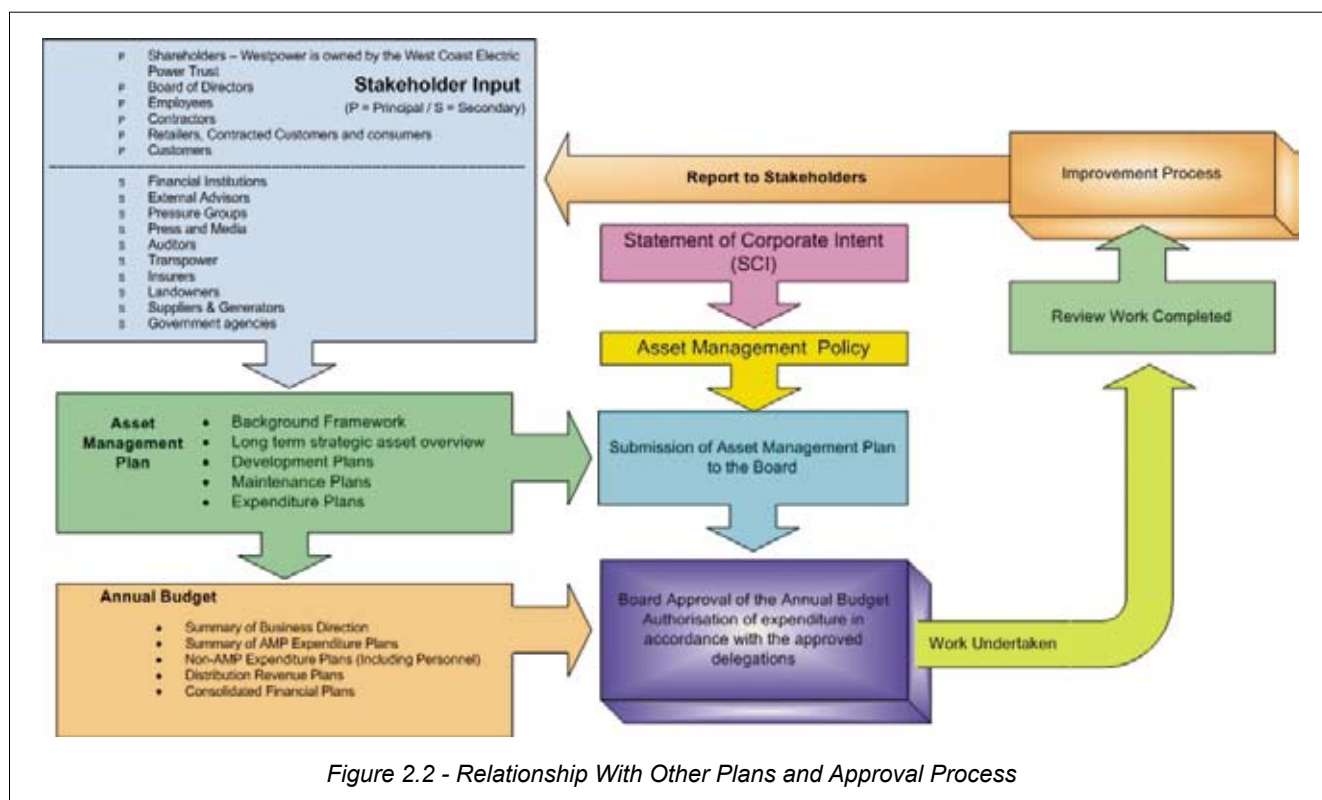 P Shareholders – Westpower is owned by the West Coast Electric
Power Trust
P Board of Directors
P Employees
P Contractors
P Retailers, Contracted Customers and consumers
P Customers
Stakeholder Input
(P = Principal / S = Secondary)
S Financial Institutions
S External Advisors
S Pressure Groups
S Press and Media
S Auditors
S Transpower
S Insurers
S Landowners
S Suppliers & Generators
S Government agencies
Report to Stakeholders
Improvement Process
Statement of Corporate Intent
(SCI)
Review Work Completed
Asset Management Policy
Asset
Management
Plan
• Background Framework
• Long term strategic asset overview
• Development Plans
• Maintenance Plans
• Expenditure Plans
Submission of Asset Management Plan
to the Board
Annual Budget
• Summary of Business Direction
• Summary of AMP Expenditure Plans
• Non-AMP Expenditure Plans (Including Personnel)
• Distribution Revenue Plans
• Consolidated Financial Plans
Board Approval of the Annual Budget
Authorisation of expenditure in
accordance with the approved
delegations
Work Undertaken
Figure 2.2 - Relationship With Other Plans and Approval Process